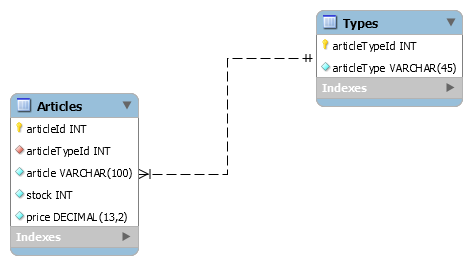 Types
articleTypeId INT
articleType VARCHAR(45)
Indexes
Articles
articleId INT
articleTypeId INT
article VARCHAR(100)
stock INT
price DECIMAL(13,2)
Indexes